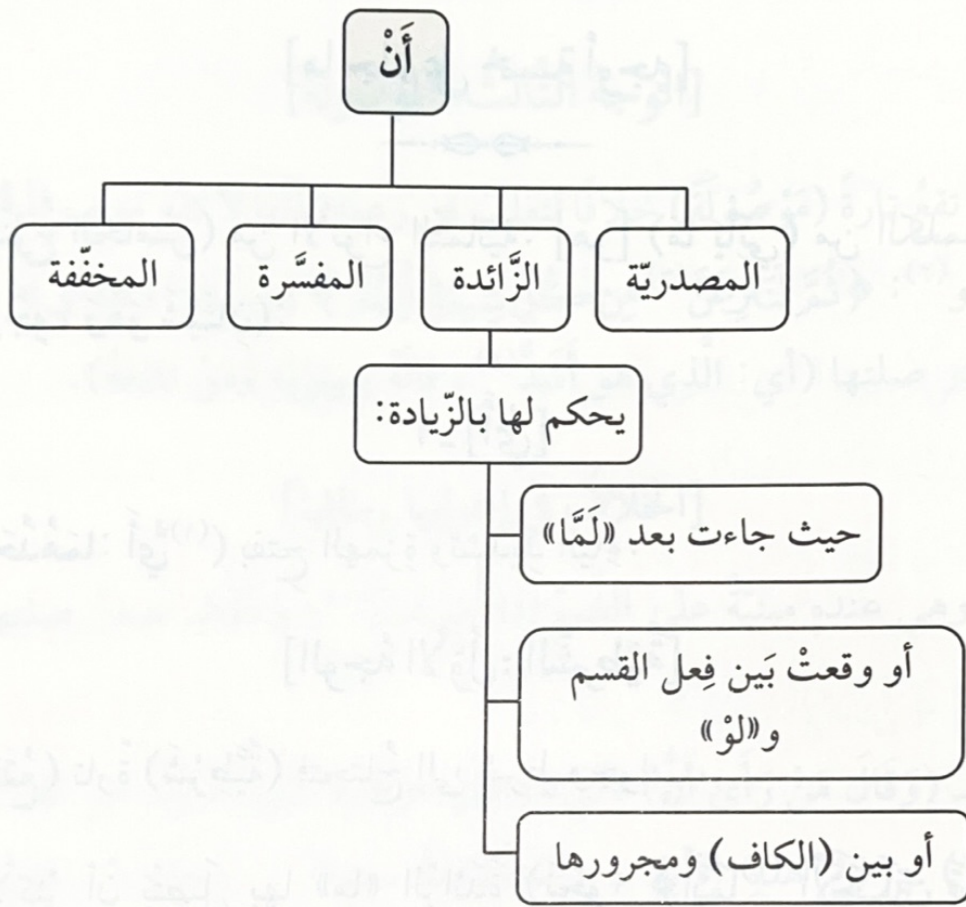 أَنْ
المصدريّة
الزَّائدة
المفسَّرة
المخفّفة
يحكم لها بالزّيادة:
حيث جاءت بعد «لَمَّا»
أو وقعتْ بَين فِعل القسم
و«لوْ»
أو بين (الكاف) ومجرورها